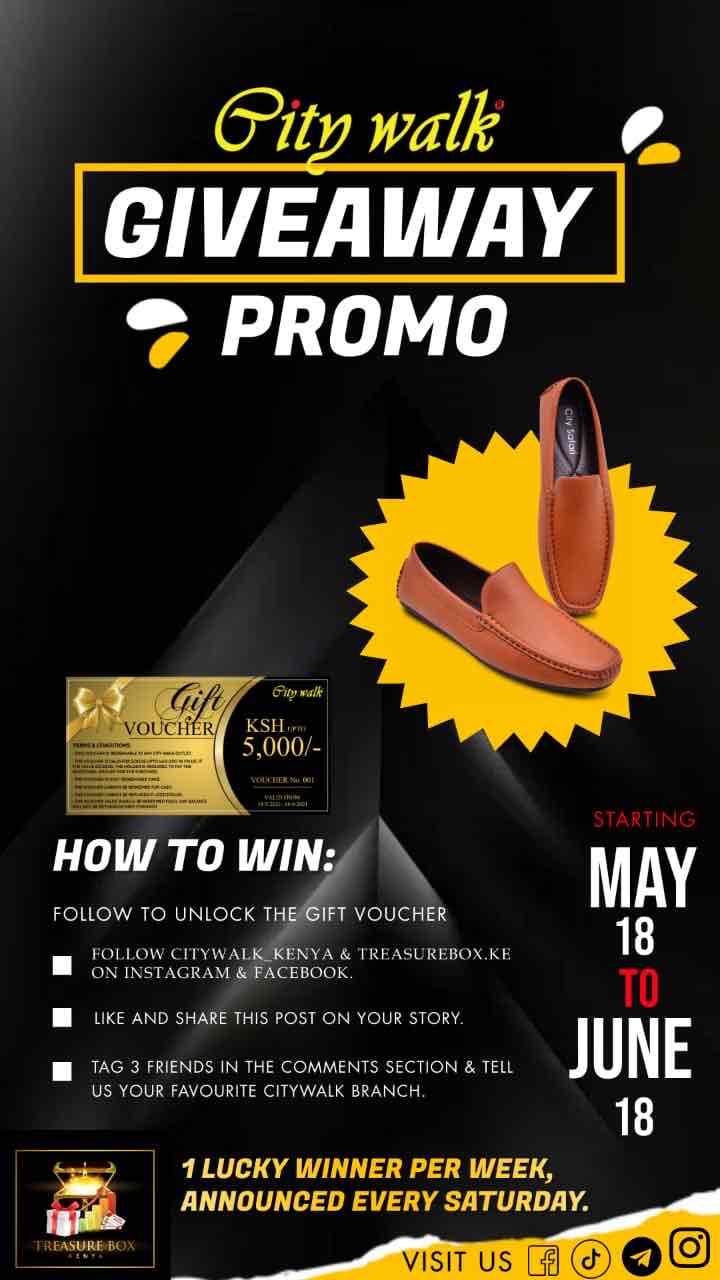 City walk
GIVEAWAY
PROMO
City Safari
Gift
VOUCHER
City walk
KSH UPTO
5,000/-
VOUCHER No. 001
VALID FROM
TERMS & CONDITIONS:
HOW TO WIN:
FOLLOW TO UNLOCK THE GIFT VOUCHER
FOLLOW CITYWALK_KENYA & TREASUREBOX.KE
ON INSTAGRAM & FACEBOOK.
LIKE AND SHARE THIS POST ON YOUR STORY.
TAG 3 FRIENDS IN THE COMMENTS SECTION & TELL
US YOUR FAVOURITE CITYWALK BRANCH.
STARTING
MAY
18
TO
JUNE
18
TREASURE BOX
KENYA
1 LUCKY WINNER PER WEEK,
ANNOUNCED EVERY SATURDAY.
VISIT US